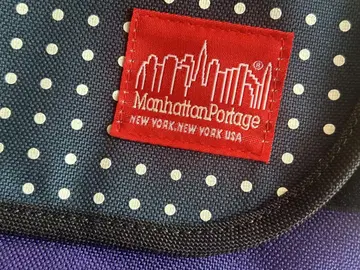 ®
ManhattanPortage
NEW YORK, NEW YORK USA